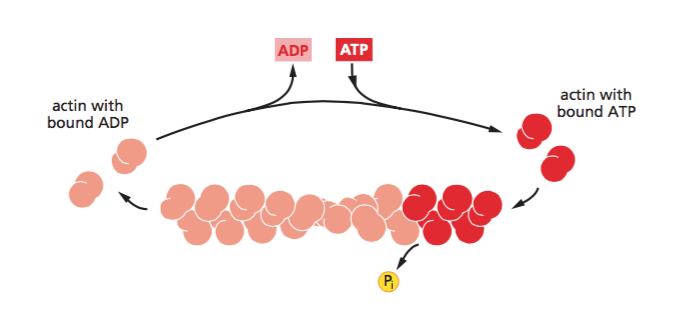 ADP
ATP
actin with
bound ADP
actin with
bound ATP
Pi